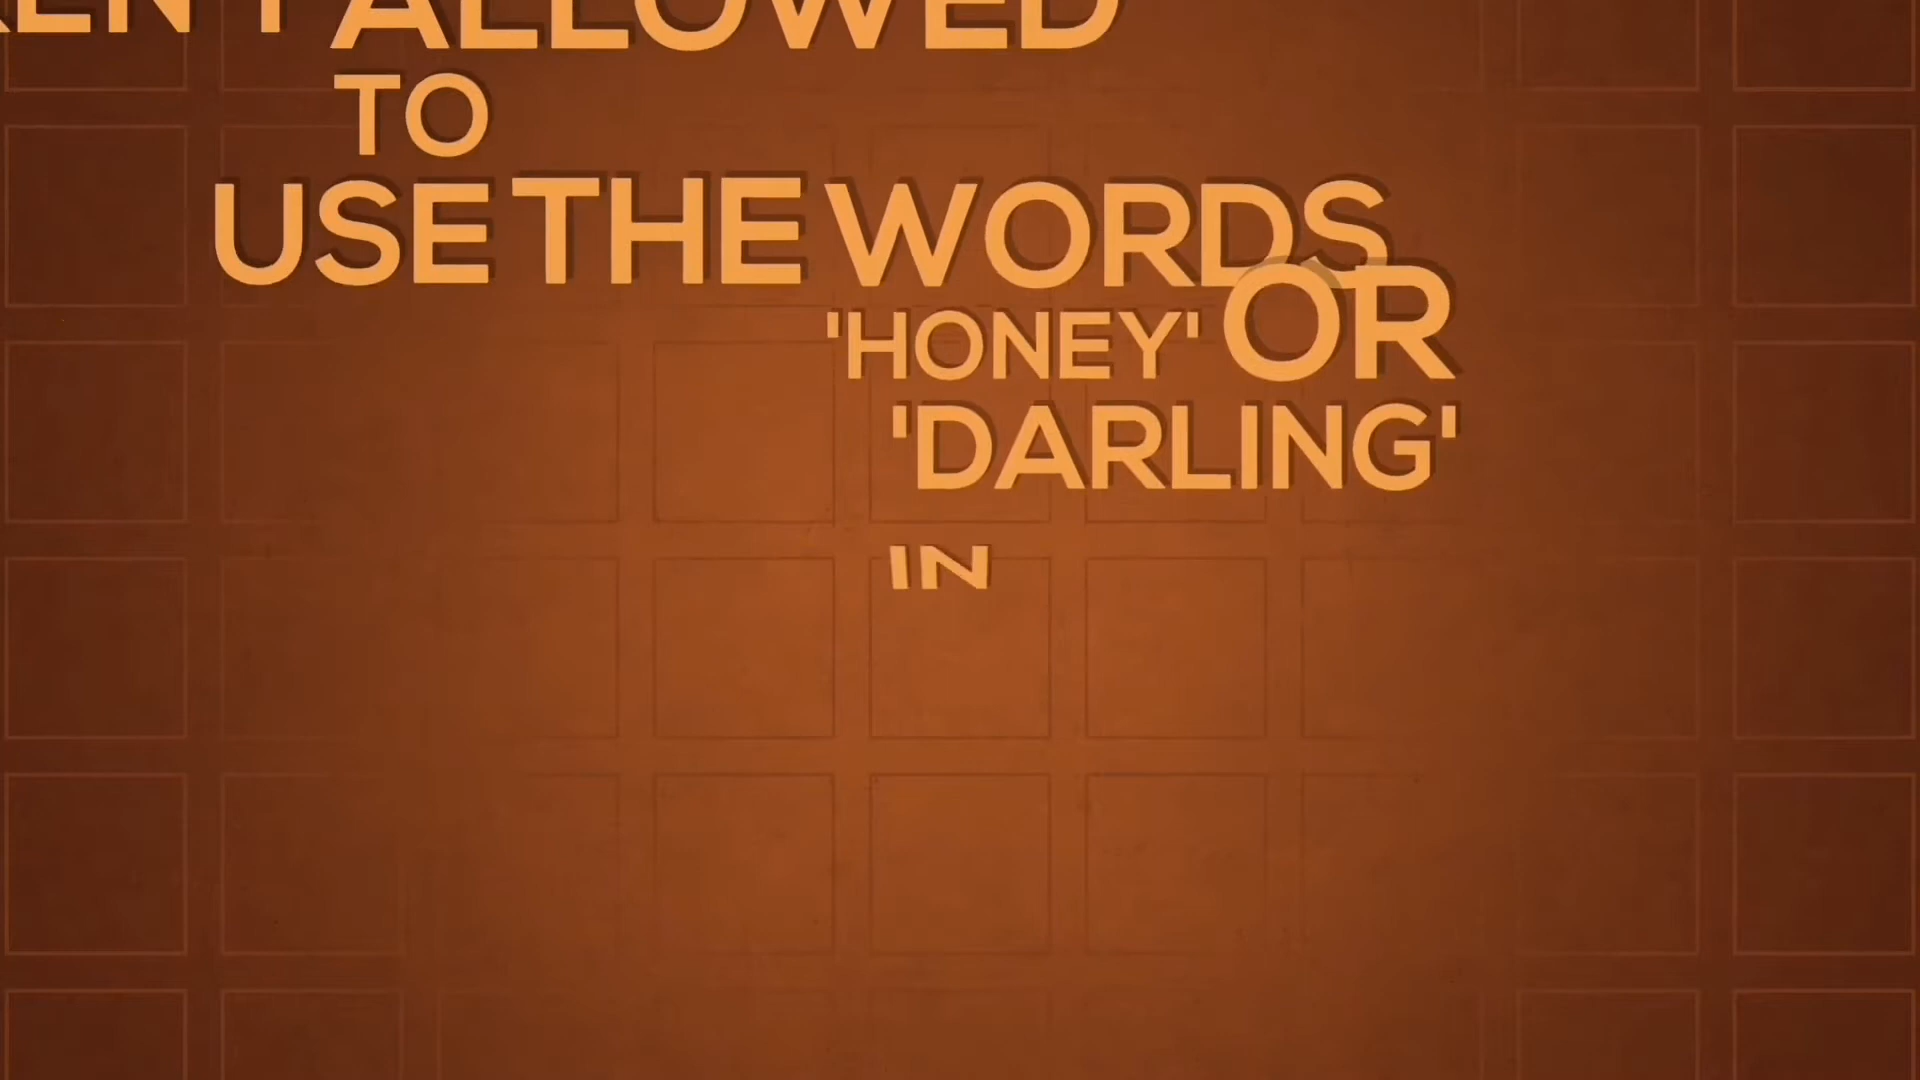 ALLOWED
TO
USE THE WORDS
'HONEY' OR
'DARLING'
IN